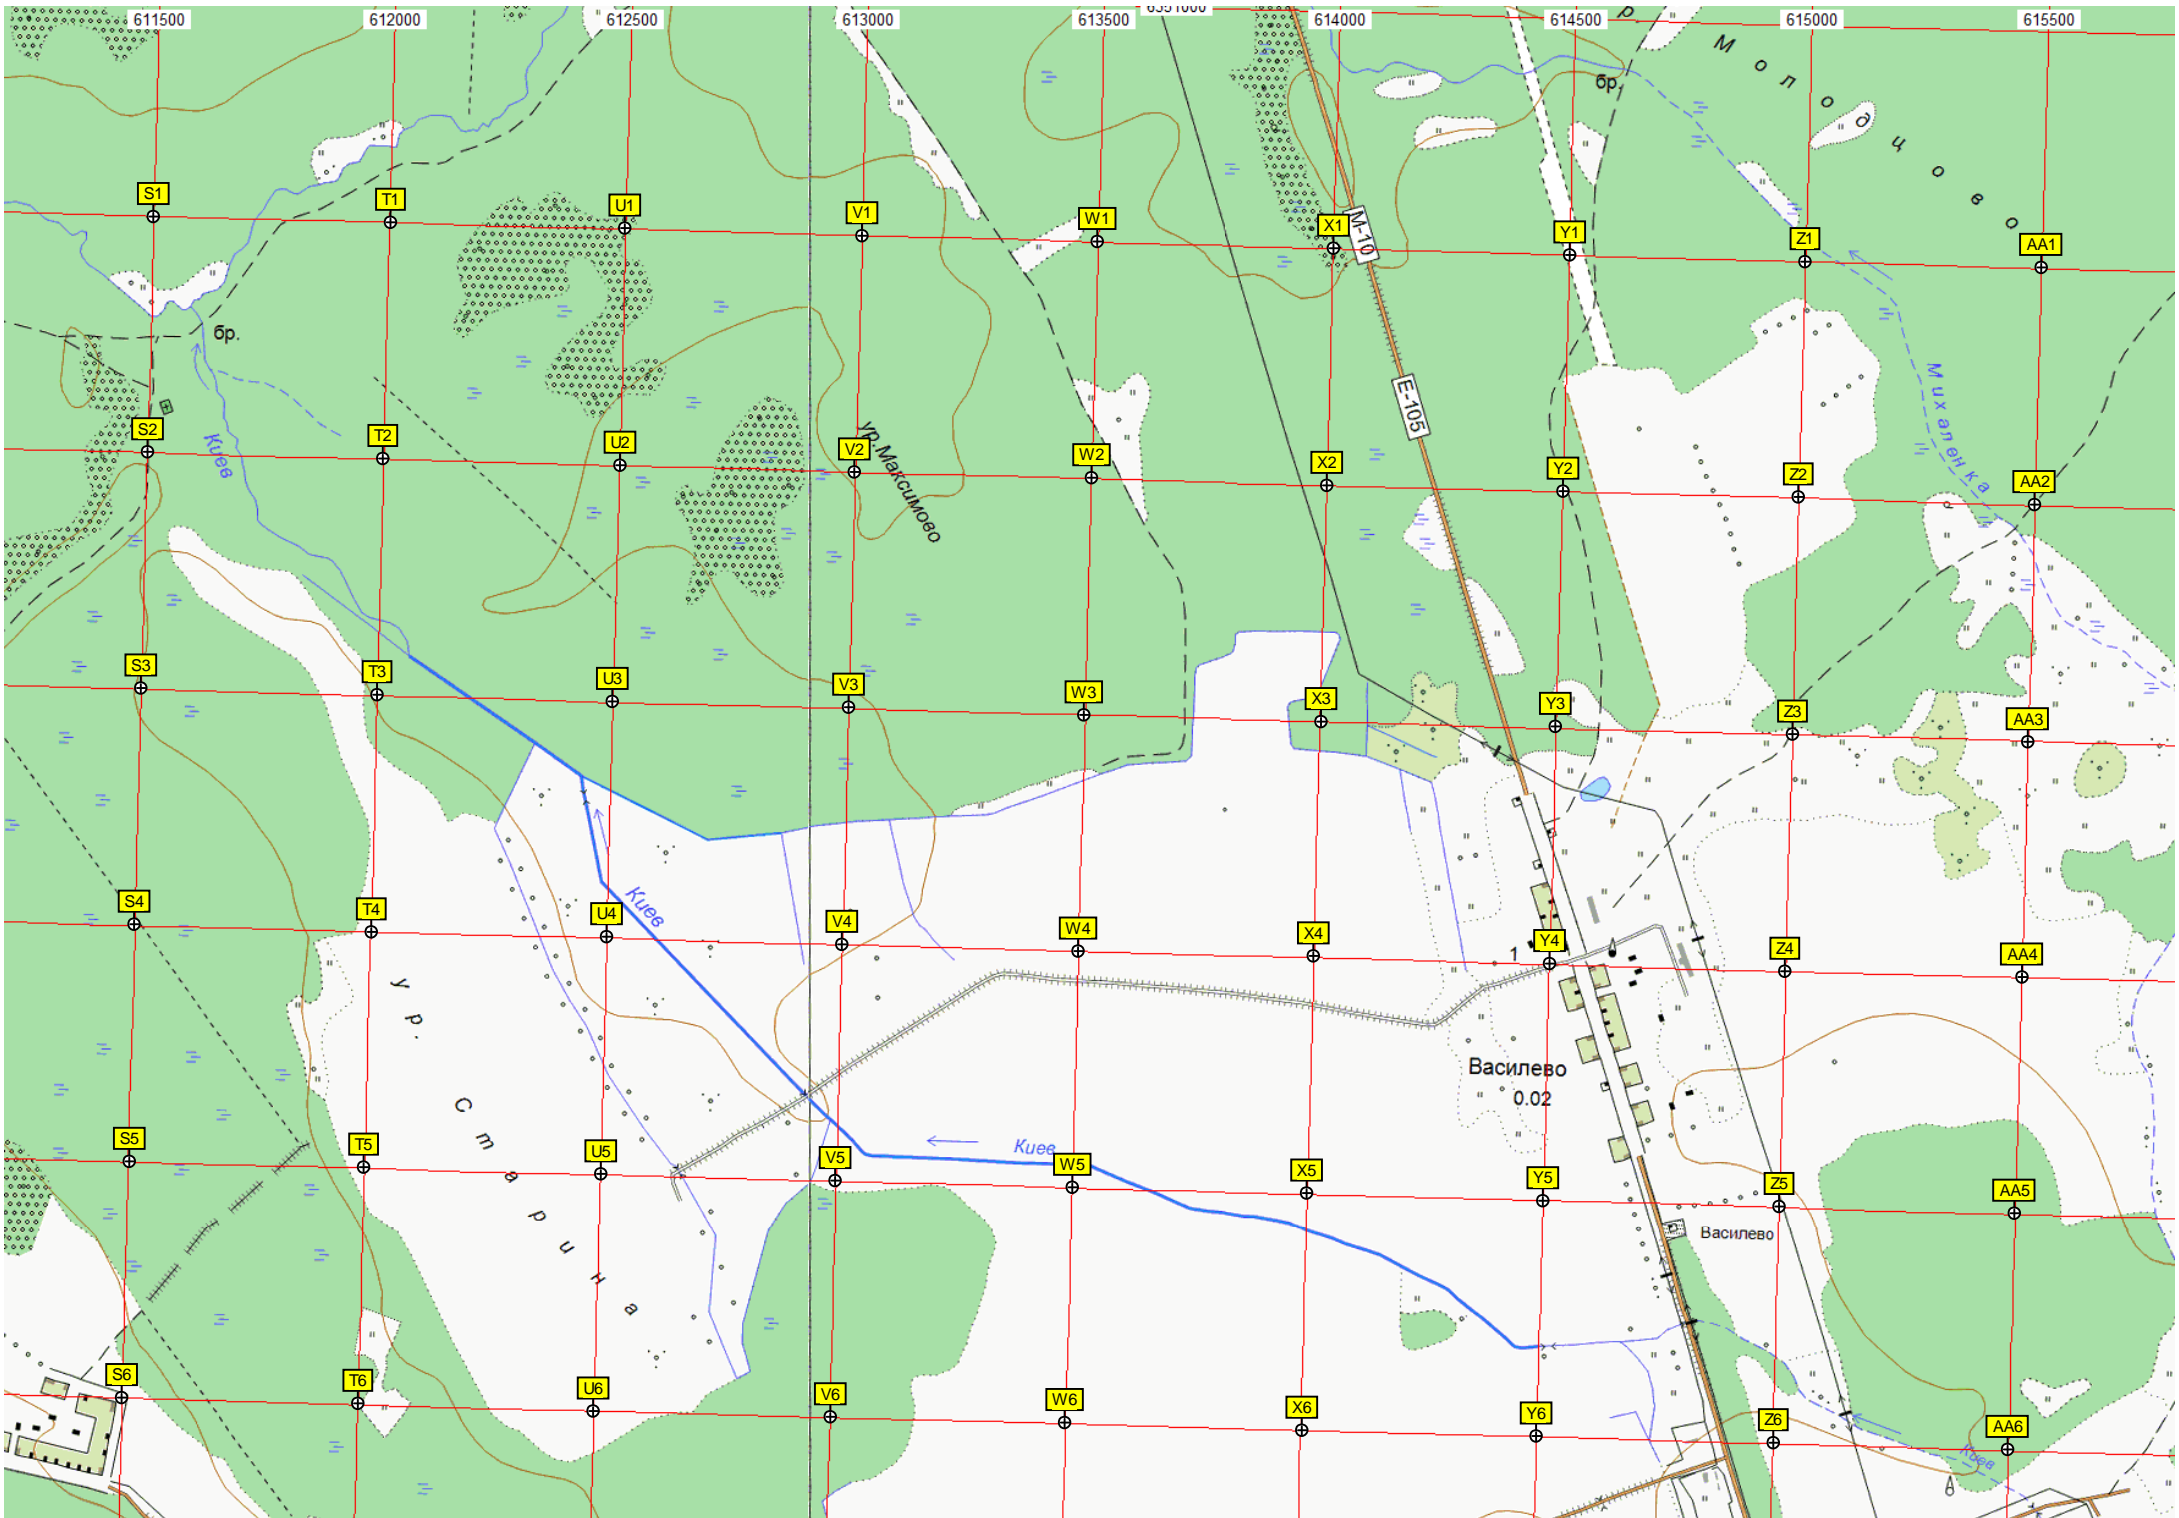 6551000
611500 612000 612500 613000 613500 614000 614500 615000 615500
р
Молодцово
бр.
S1 T1 U1 V1 W1 X1 Y1 Z1 AA1
М-10
бр.
Е-105
Михаленка
Киев
ур.Максимово
S2 T2 U2 V2 W2 X2 Y2 Z2 AA2
S3 T3 U3 V3 W3 X3 Y3 Z3 AA3
Киев
S4 T4 U4 V4 W4 X4 Y4 Z4 AA4
1
ур. Старина
Василево
0.02
Киев
S5 T5 U5 V5 W5 X5 Y5 Z5 AA5
Василево
S6 T6 U6 V6 W6 X6 Y6 Z6 AA6
Киев